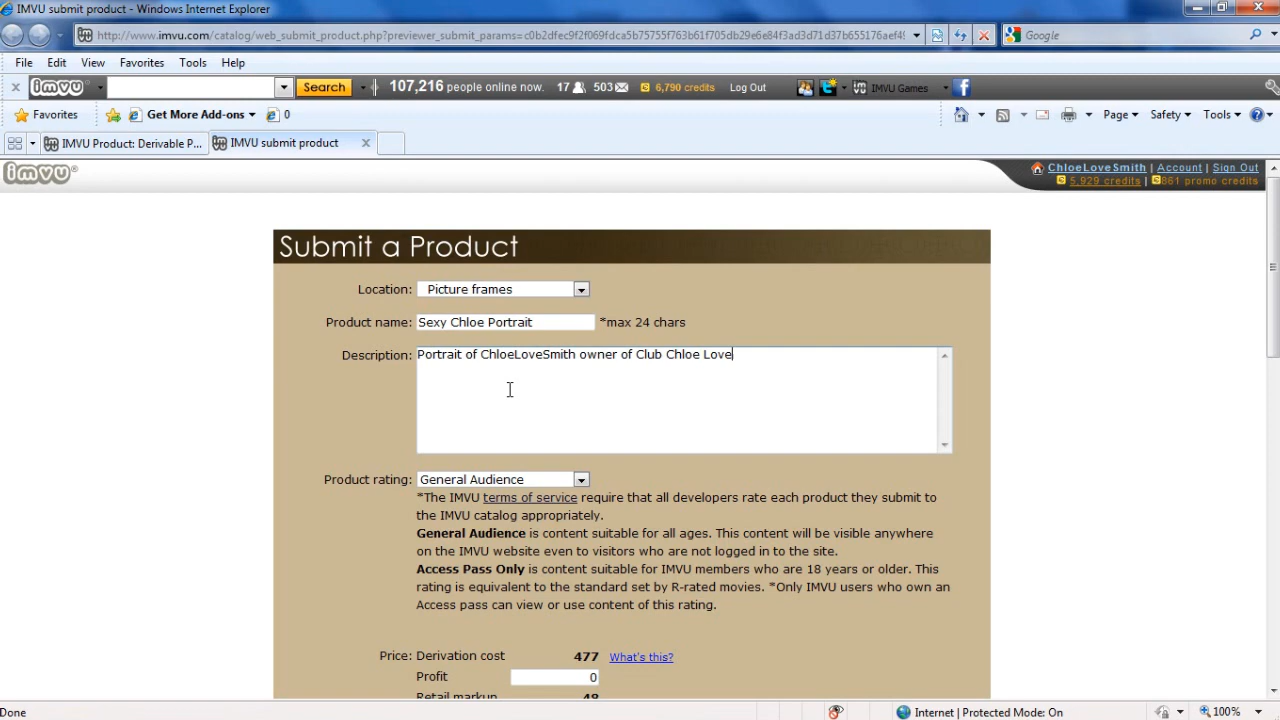 IMVU submit product - Windows Internet Explorer
http://www.imvu.com/catalog/web_submit_product.php?previewer_submit_params=
Google
File Edit View Favorites Tools Help
imvu Search 107,216 people online now. 17 503 6,790 credits Log Out IMVU Games
Favorites Get More Add-ons 0 Page Safety Tools
IMVU Product: Derivable P... IMVU submit product
imvu ChloeLoveSmith | Account | Sign Out
5,929 credits | 861 promo credits
Submit a Product
Location: Picture frames
Product name: Sexy Chloe Portrait *max 24 chars
Description: Portrait of ChloeLoveSmith owner of Club Chloe Love
Product rating: General Audience
*The IMVU terms of service require that all developers rate each product they submit to
the IMVU catalog appropriately.
General Audience is content suitable for all ages. This content will be visible anywhere
on the IMVU website even to visitors who are not logged in to the site.
Access Pass Only is content suitable for IMVU members who are 18 years or older. This
rating is equivalent to the standard set by R-rated movies. *Only IMVU users who own an
Access pass can view or use content of this rating.
Price: Derivation cost 477 What's this?
Profit 0
Retail markup 48
Done Internet | Protected Mode: On 100%